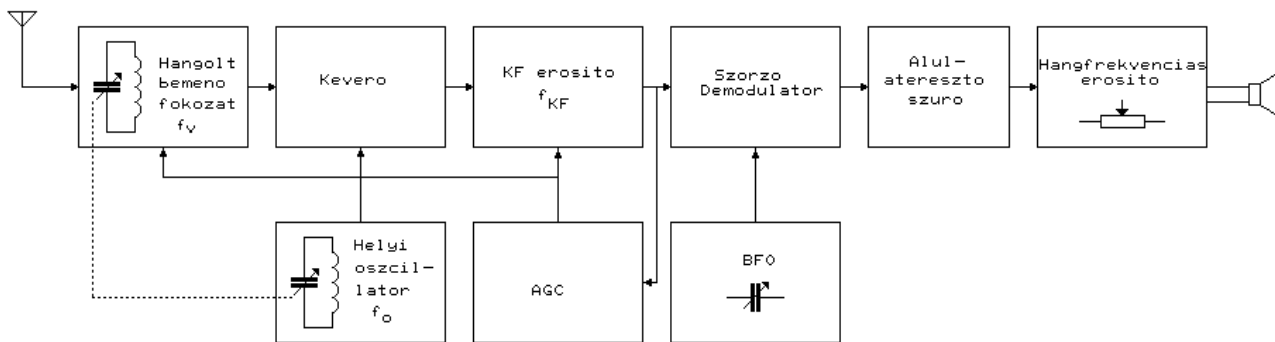 Hangolt
bemeno
fokozat
fv
Kevero
KF erosito
fKF
Szorzo
Demodulator
Alul-
atereszto
szuro
Hangfrekvencias
erosito
Helyi
oszcil-
lator
fo
AGC
BFO